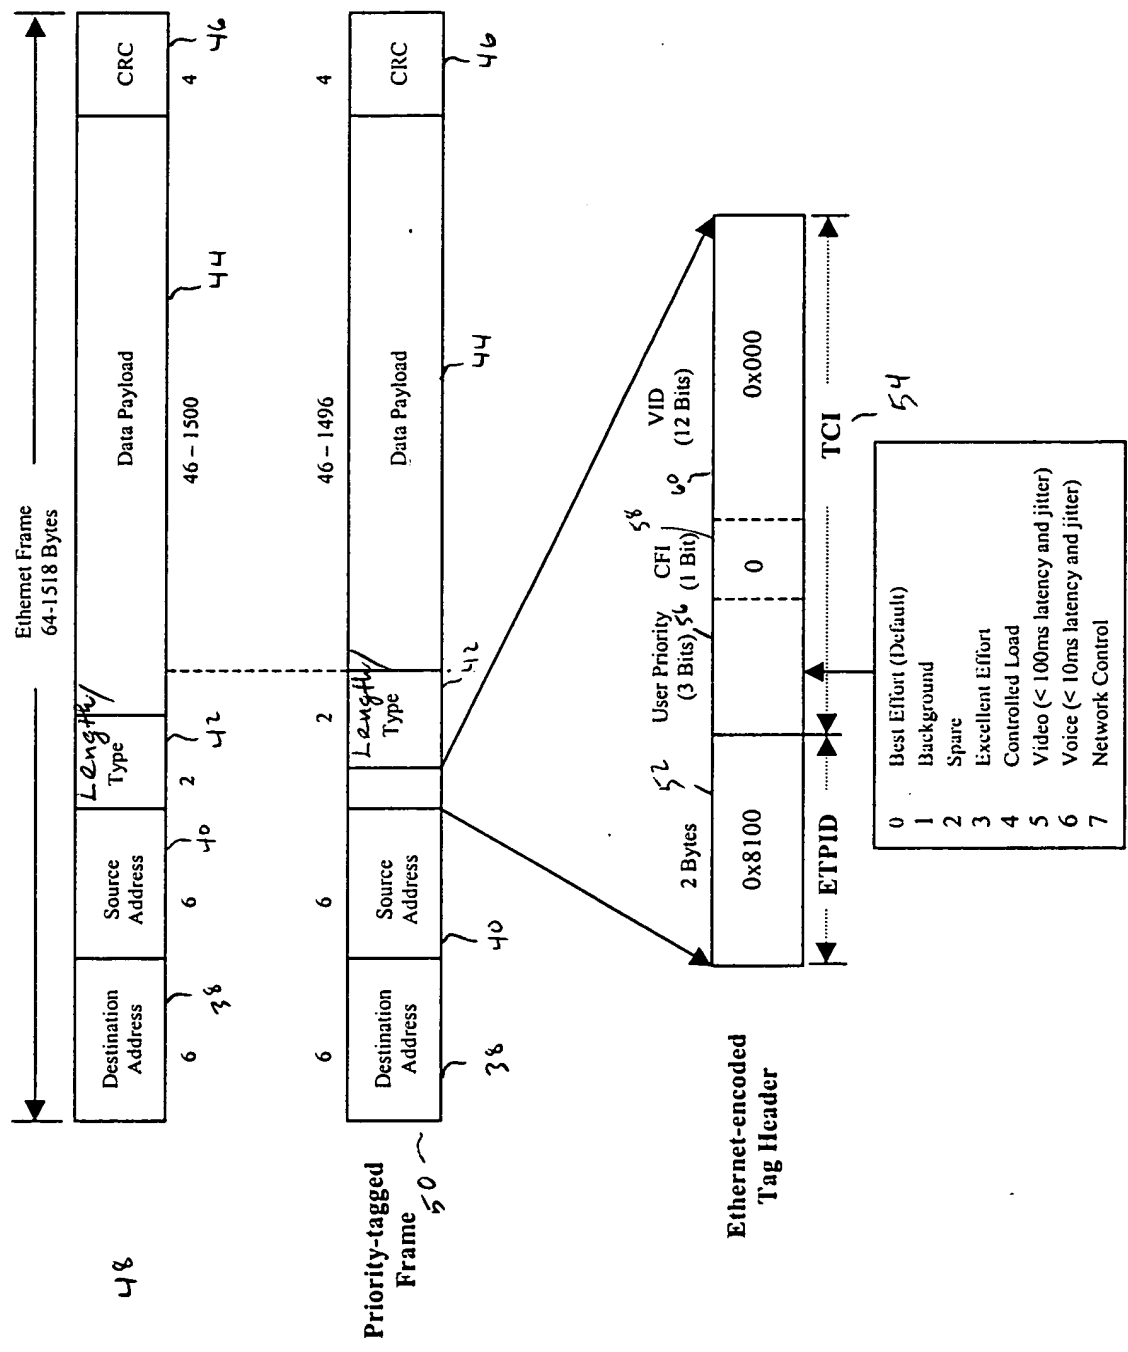 Ethernet Frame
64-1518 Bytes
48
Destination
Address
Source
Address
Length/
Type
Data Payload
CRC
6
6
2
46 – 1500
4
38
40
42
44
46
6
6
2
46 – 1496
4
Priority-tagged
Frame
50
Destination
Address
Source
Address
Length/
Type
Data Payload
CRC
38
40
42
44
46
Ethernet-encoded
Tag Header
2 Bytes
52
User Priority
(3 Bits)
56
CFI
(1 Bit)
58
VID
(12 Bits)
60
0x8100
0
0x000
ETPID
TCI
54
0 Best Effort (Default)
1 Background
2 Spare
3 Excellent Effort
4 Controlled Load
5 Video (< 100ms latency and jitter)
6 Voice (< 10ms latency and jitter)
7 Network Control